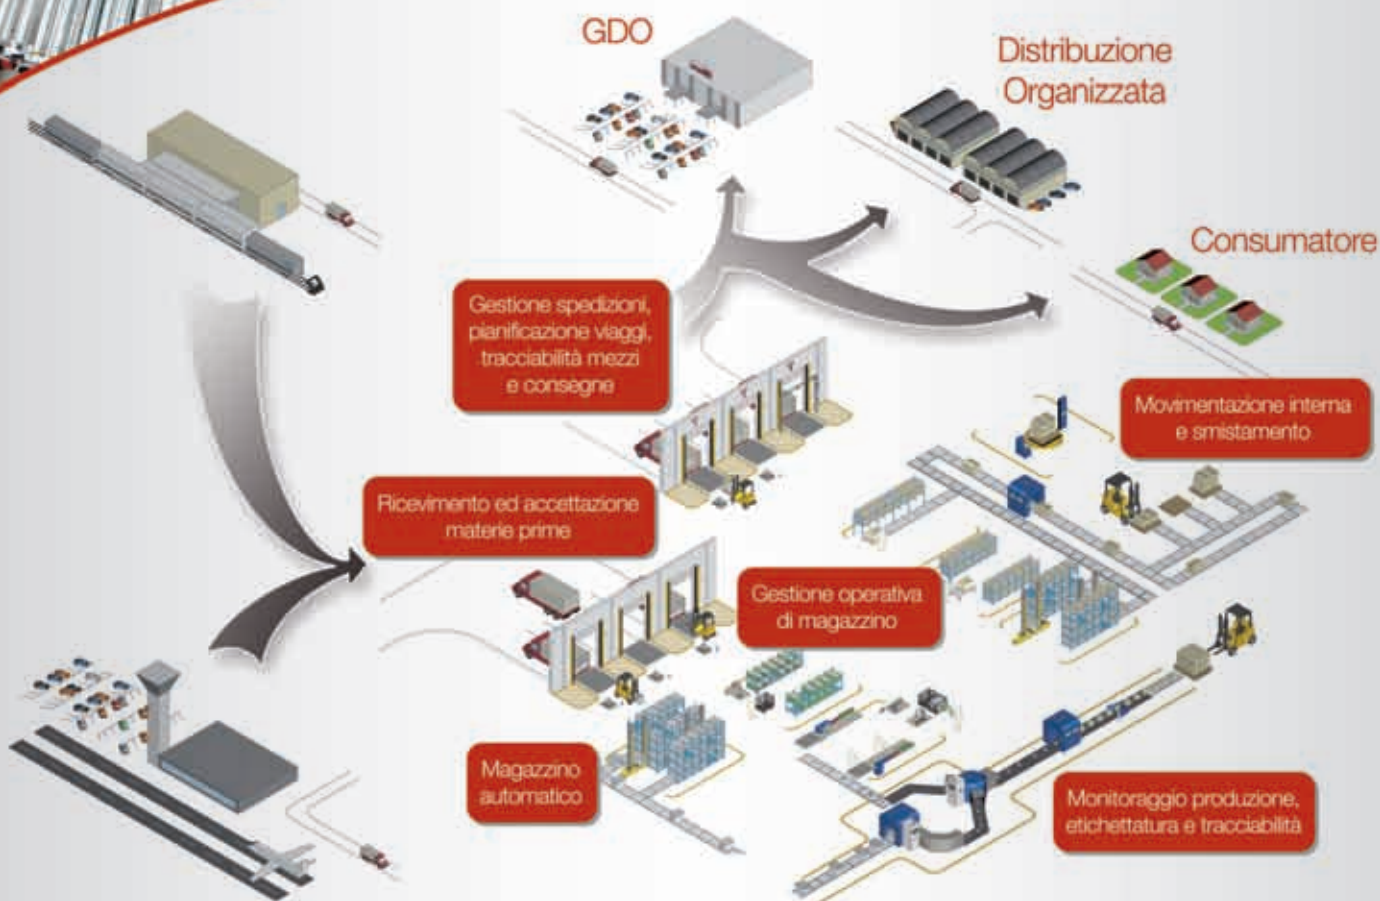 GDO
Distribuzione
Organizzata
Consumatore
Gestione spedizioni,
pianificazione viaggi,
tracciabilità mezzi
e consegne
Movimentazione interna
e smistamento
Ricevimento ed accettazione
materie prime
Gestione operativa
di magazzino
Magazzino
automatico
Monitoraggio produzione,
etichettatura e tracciabilità